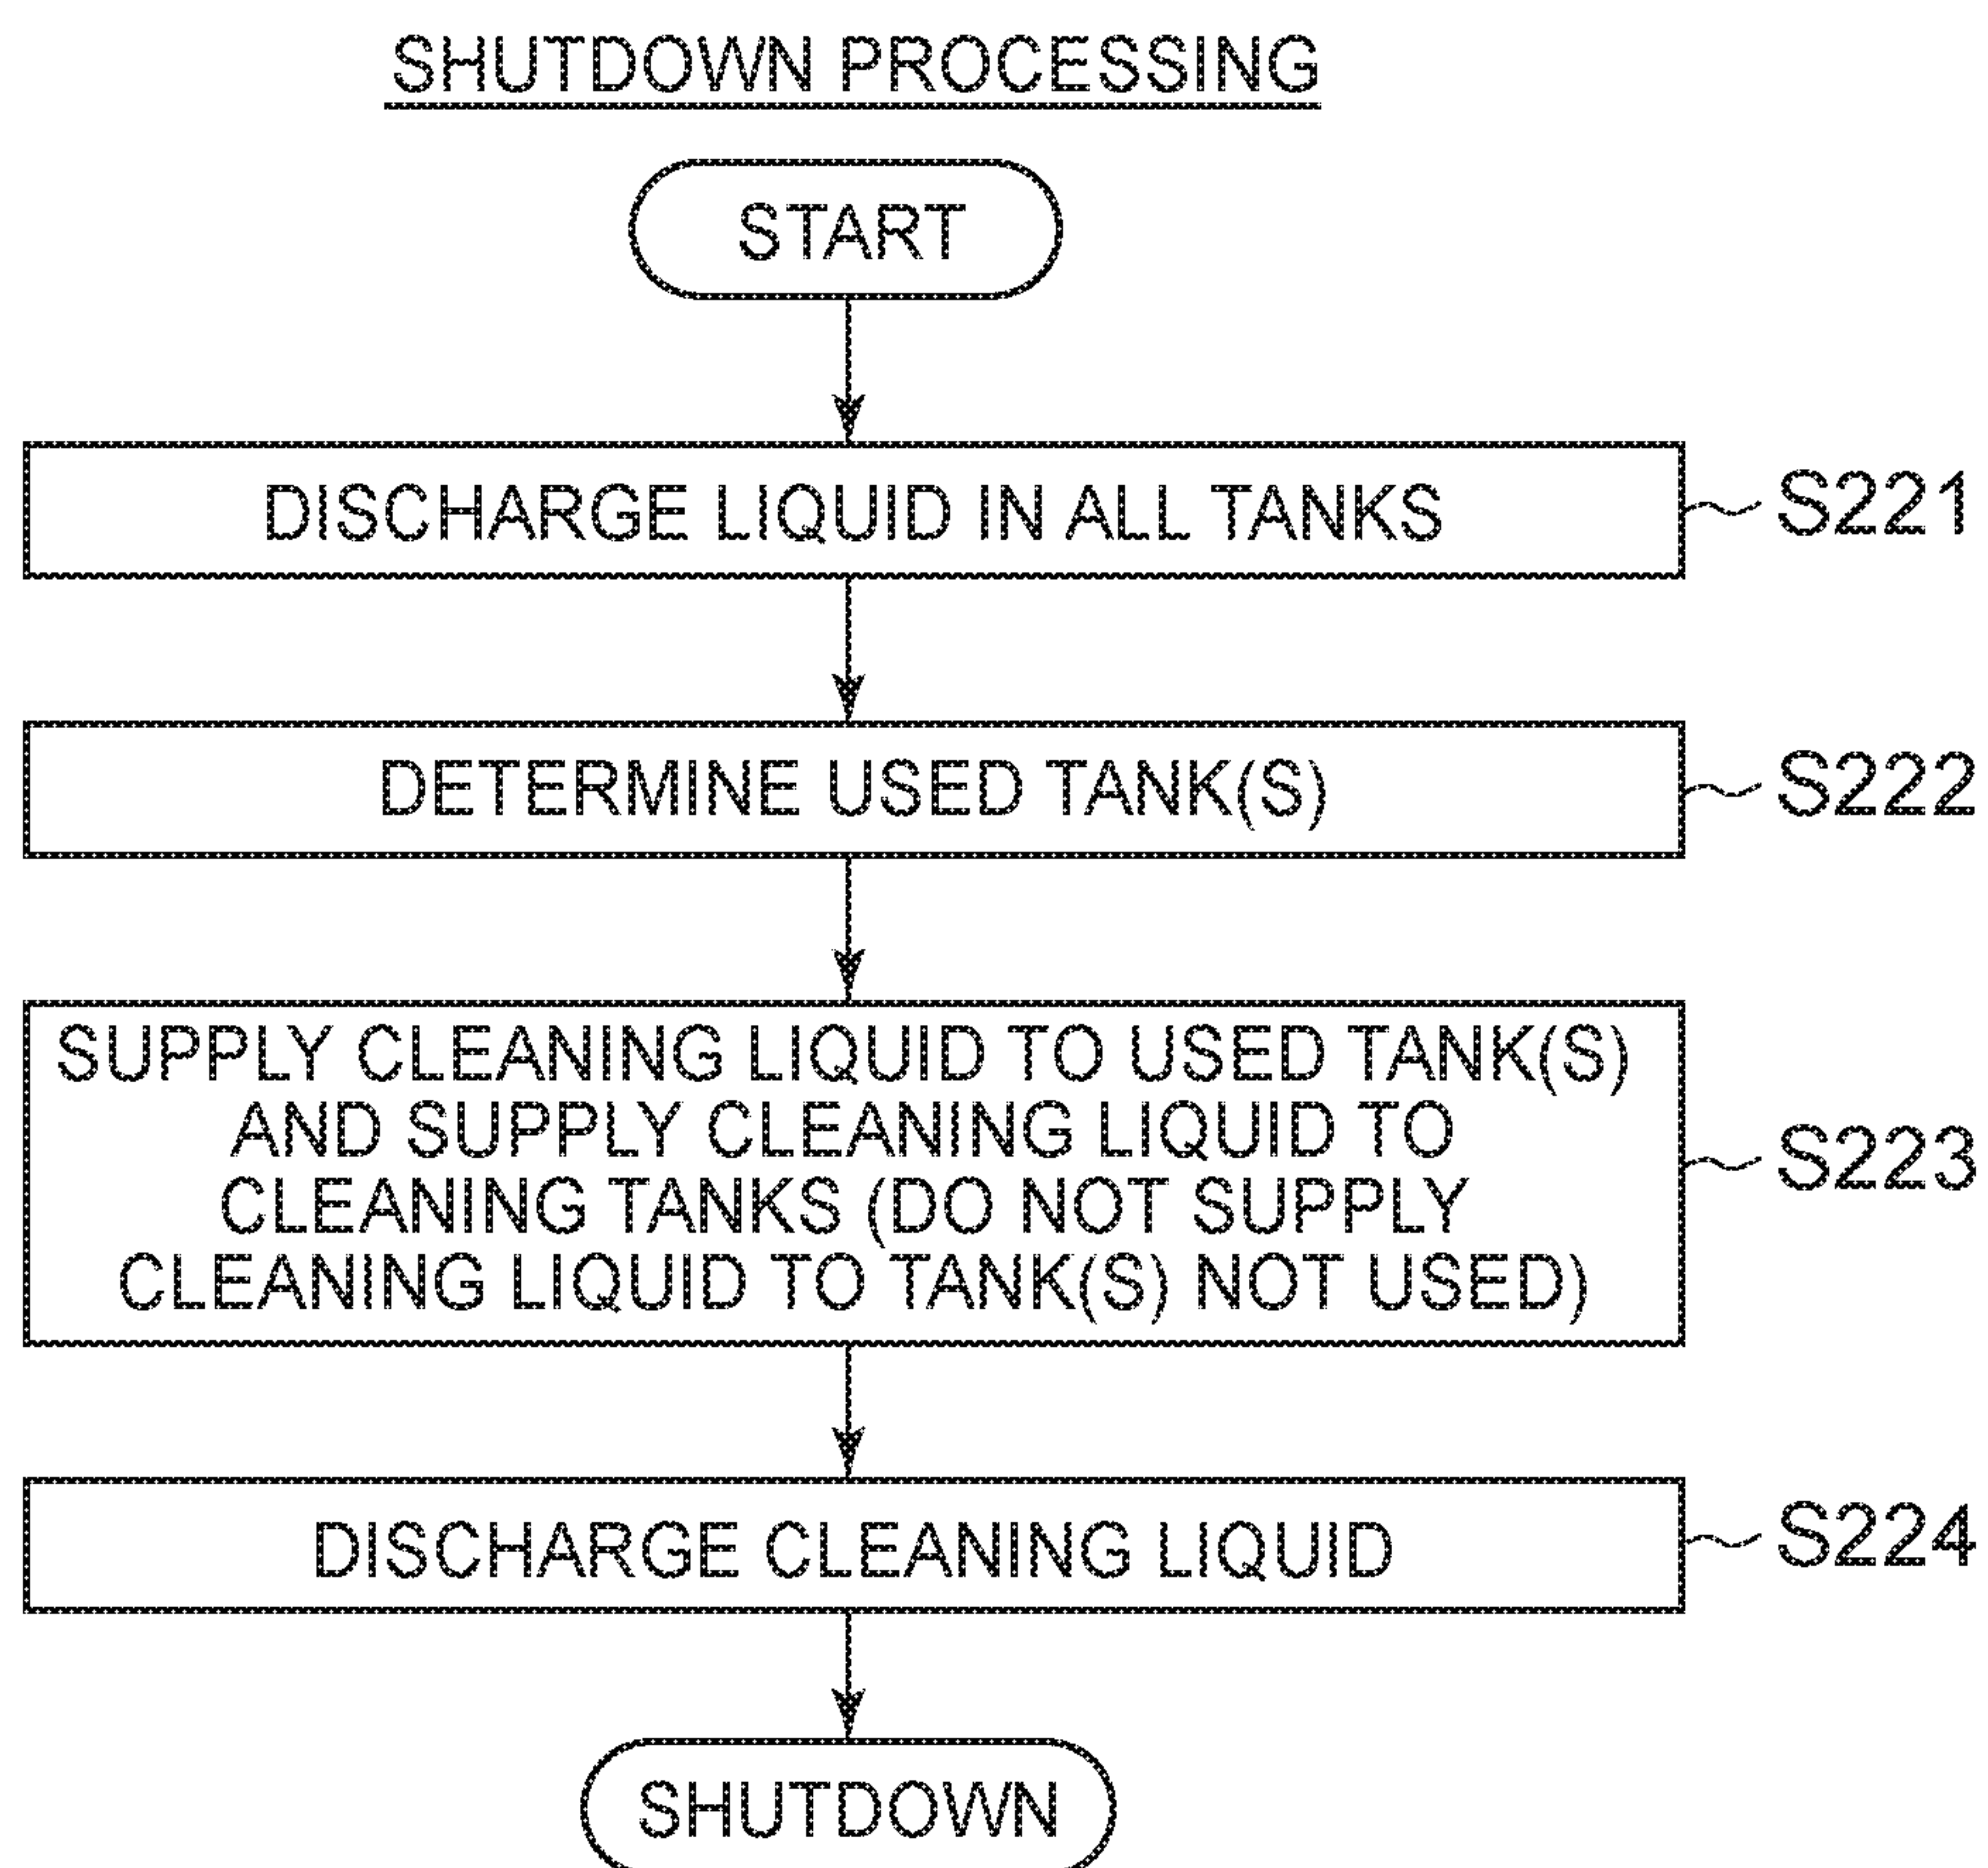 SHUTDOWN PROCESSING
START
DISCHARGE LIQUID IN ALL TANKS
S221
DETERMINE USED TANK(S)
S222
SUPPLY CLEANING LIQUID TO USED TANK(S)
AND SUPPLY CLEANING LIQUID TO
CLEANING TANKS (DO NOT SUPPLY
CLEANING LIQUID TO TANK(S) NOT USED)
S223
DISCHARGE CLEANING LIQUID
S224
SHUTDOWN